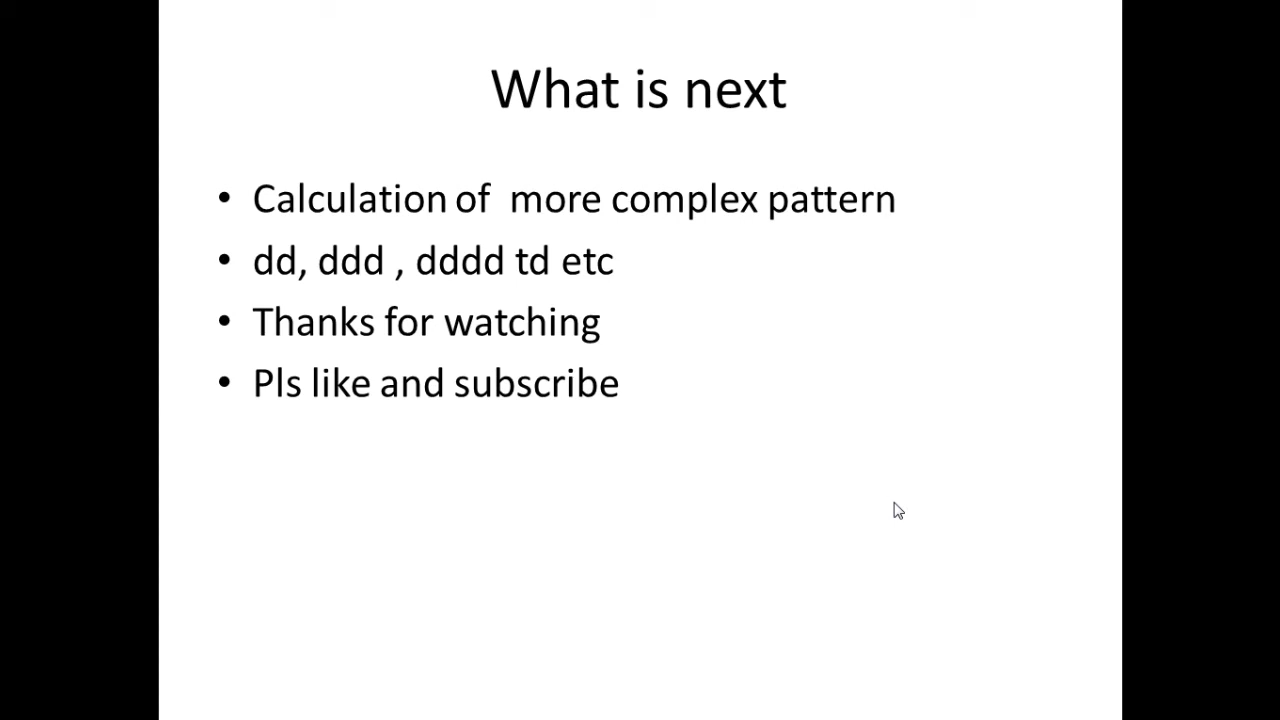 What is next
• Calculation of  more complex pattern
• dd, ddd , dddd td etc
• Thanks for watching
• Pls like and subscribe